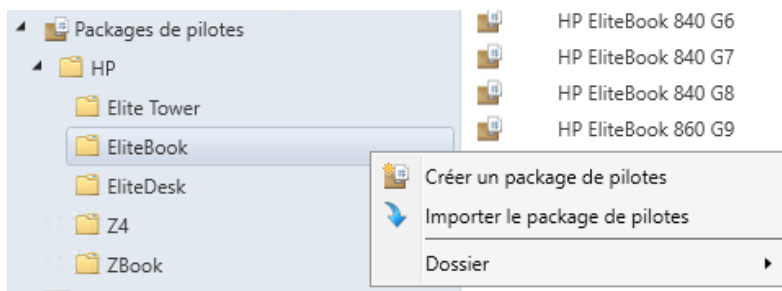 Packages de pilotes
HP
Elite Tower
EliteBook
EliteDesk
Z4
ZBook
HP EliteBook 840 G6
HP EliteBook 840 G7
HP EliteBook 840 G8
HP EliteBook 860 G9
Créer un package de pilotes
Importer le package de pilotes
Dossier